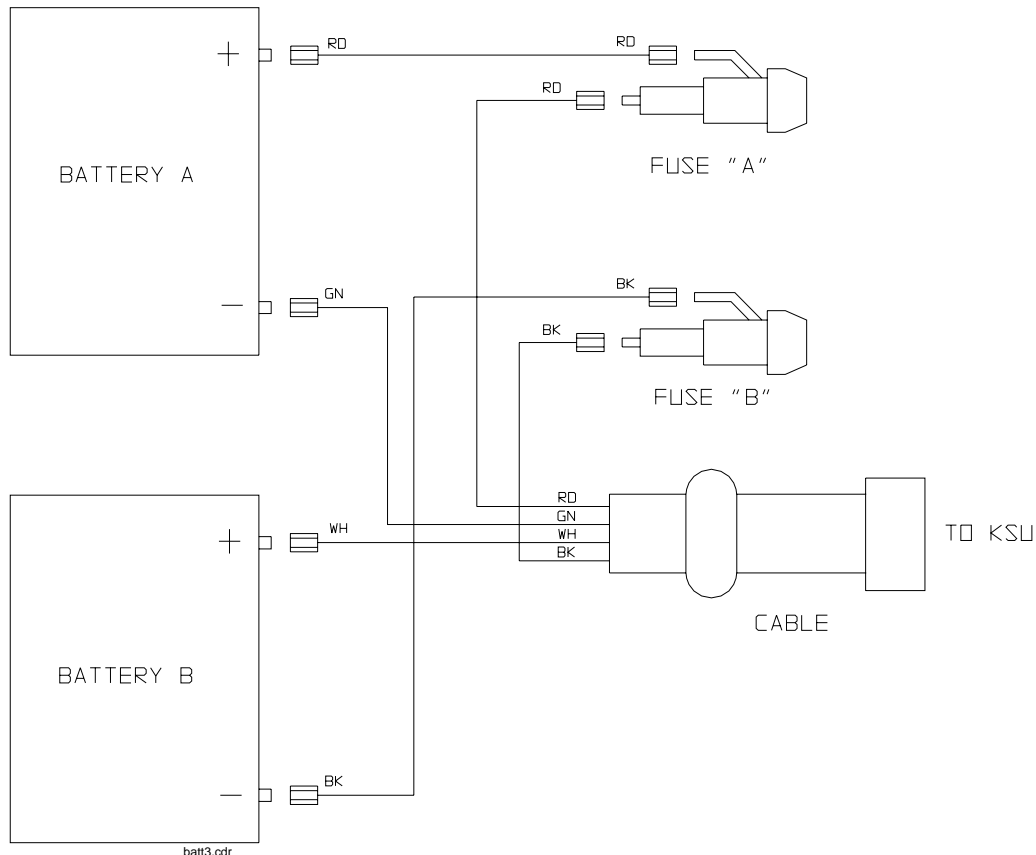 +
RD
RD
RD
BATTERY A
FUSE "A"
—
GN
BK
BK
FUSE "B"
RD
GN
WH
BK
+
WH
TO KSU
CABLE
BATTERY B
—
BK
batt3.cdr